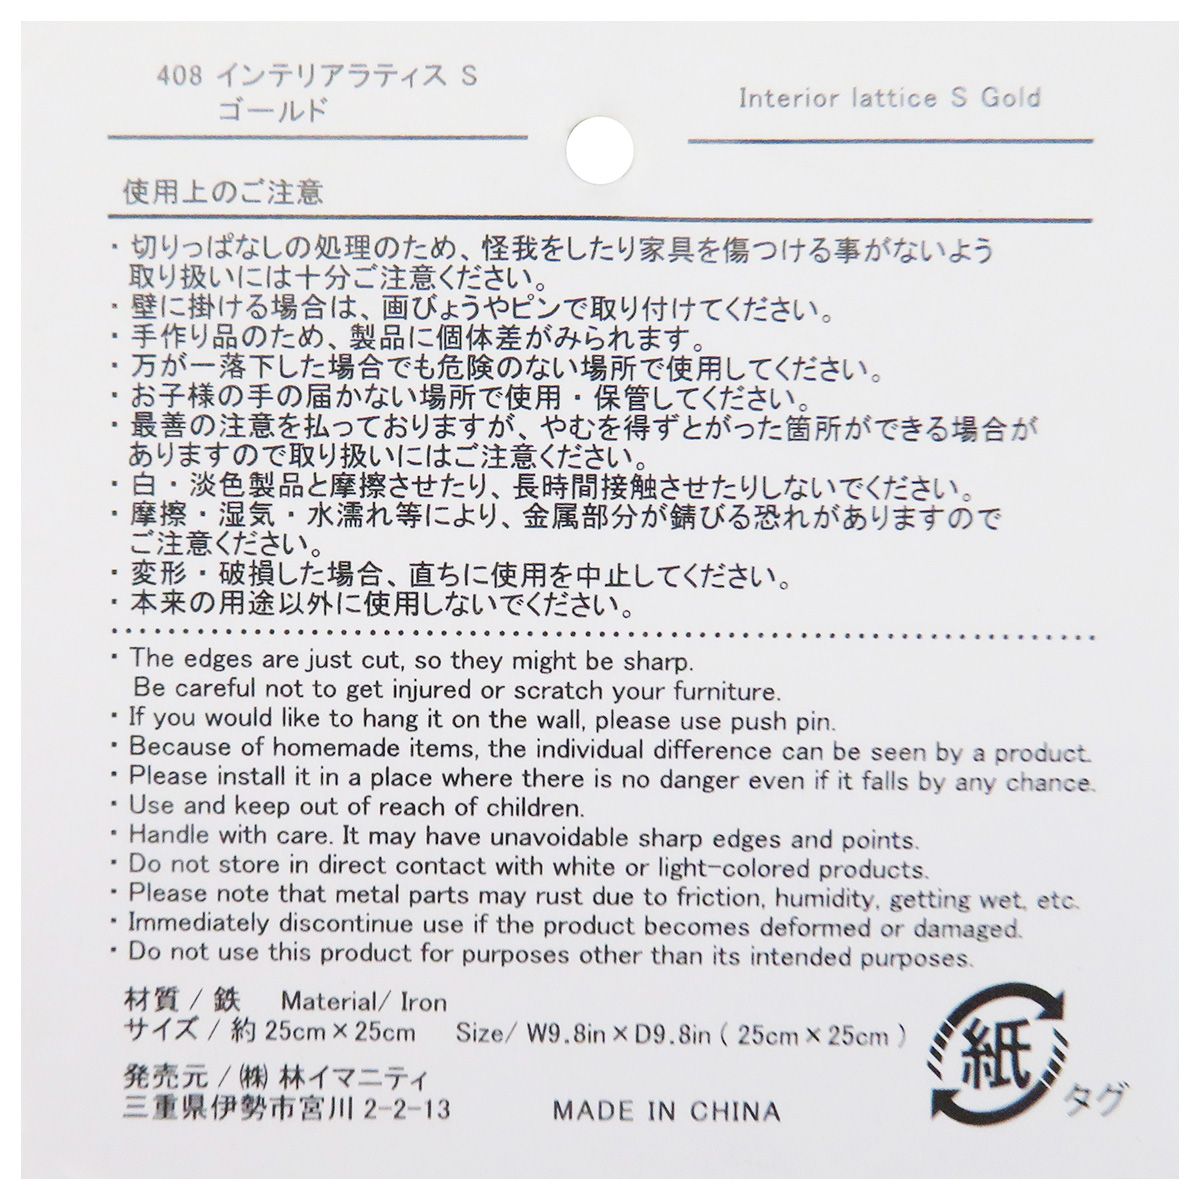 408 インテリアラティス S
ゴールド
Interior lattice S Gold
使用上のご注意
・切りっぱなしの処理のため、怪我をしたり家具を傷つける事がないよう
取り扱いには十分ご注意ください。
・壁に掛ける場合は、画びょうやピンで取り付けてください。
・手作り品のため、製品に個体差がみられます。
・万が一落下した場合でも危険のない場所で使用してください。
・お子様の手の届かない場所で使用・保管してください。
・最善の注意を払っておりますが、やむを得ずとがった箇所ができる場合が
ありますので取り扱いにはご注意ください。
・白・淡色製品と摩擦させたり、長時間接触させたりしないでください。
・摩擦・湿気・水濡れ等により、金属部分が錆びる恐れがありますので
ご注意ください。
・変形・破損した場合、直ちに使用を中止してください。
・本来の用途以外に使用しないでください。
・The edges are just cut, so they might be sharp.
Be careful not to get injured or scratch your furniture.
・If you would like to hang it on the wall, please use push pin.
・Because of homemade items, the individual difference can be seen by a product.
・Please install it in a place where there is no danger even if it falls by any chance.
・Use and keep out of reach of children.
・Handle with care. It may have unavoidable sharp edges and points.
・Do not store in direct contact with white or light-colored products.
・Please note that metal parts may rust due to friction, humidity, getting wet, etc.
・Immediately discontinue use if the product becomes deformed or damaged.
・Do not use this product for purposes other than its intended purposes.
材質 / 鉄 Material/ Iron
サイズ / 約 25cm×25cm Size/ W9.8in×D9.8in ( 25cm×25cm )
発売元 / ㈱ 林イマニティ
三重県伊勢市宮川 2-2-13 MADE IN CHINA
紙
タグ